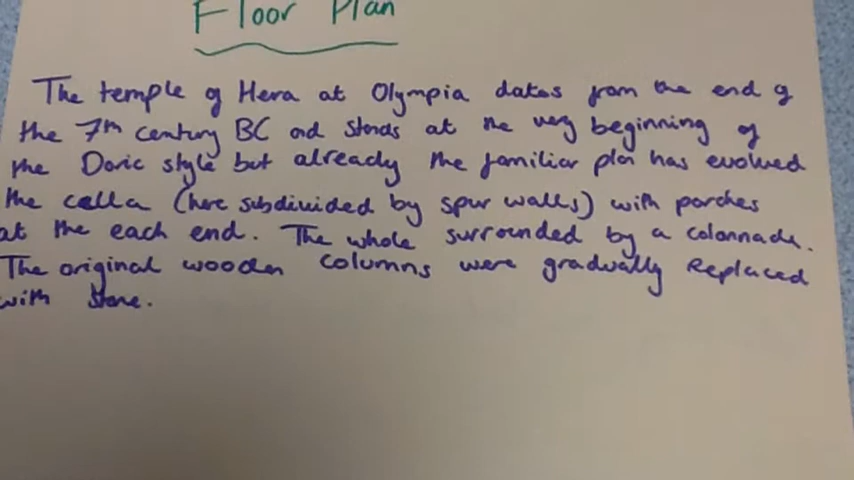 Floor Plan
The temple of Hera at Olympia dates from the end of
the 7th century BC and stands at the very beginning of
the Doric style but already the familiar plan has evolved
the cella (here subdivided by spur walls) with porches
at the each end. The whole surrounded by a colonnade.
The original wooden columns were gradually Replaced
with stone.